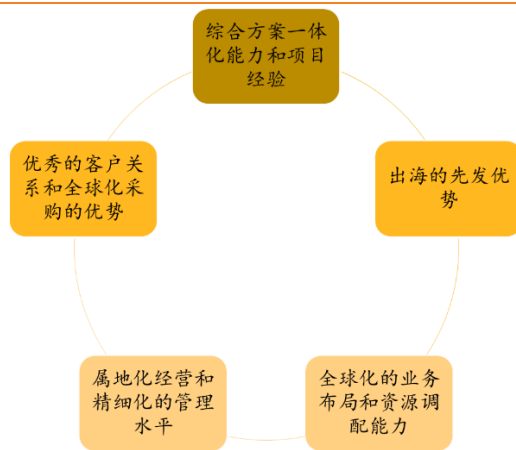 综合方案一体
化能力和项目
经验
优秀的客户关
系和全球化采
购的优势
出海的先发优
势
属地化经营和
精细化的管理
水平
全球化的业务
布局和资源调
配能力